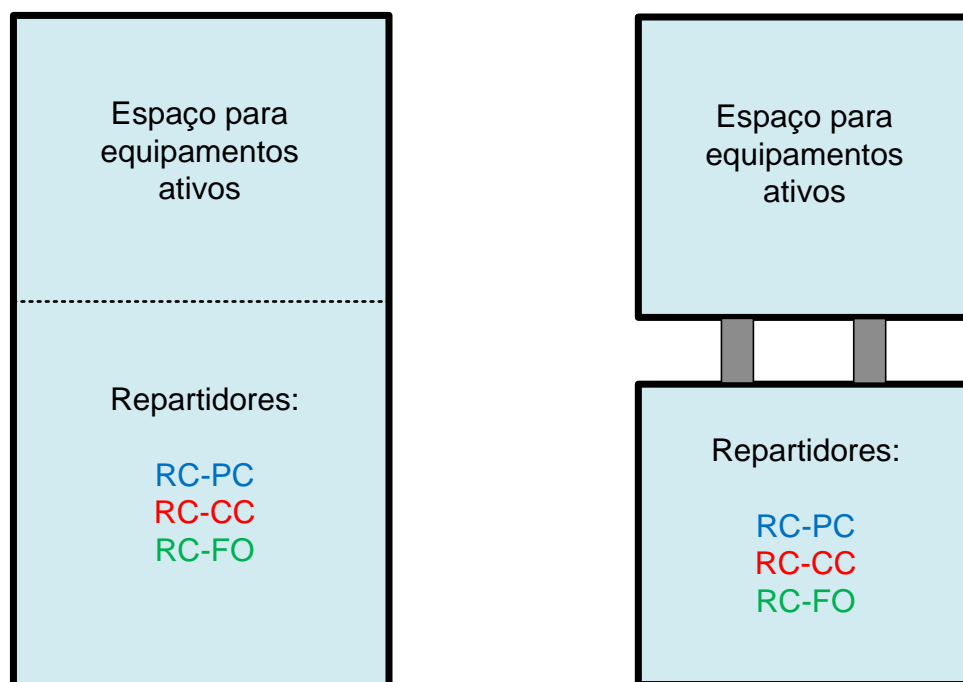 Espaço para
equipamentos
ativos
Repartidores:
RC-PC
RC-CC
RC-FO
Espaço para
equipamentos
ativos
Repartidores:
RC-PC
RC-CC
RC-FO